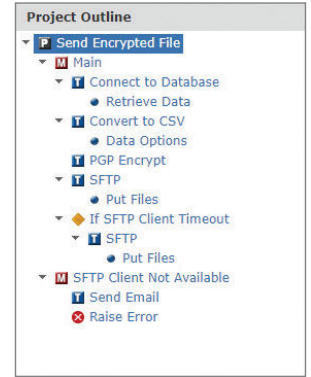 Project Outline
P Send Encrypted File
M Main
T Connect to Database
Retrieve Data
T Convert to CSV
Data Options
T PGP Encrypt
T SFTP
Put Files
If SFTP Client Timeout
T SFTP
Put Files
M SFTP Client Not Available
T Send Email
Raise Error